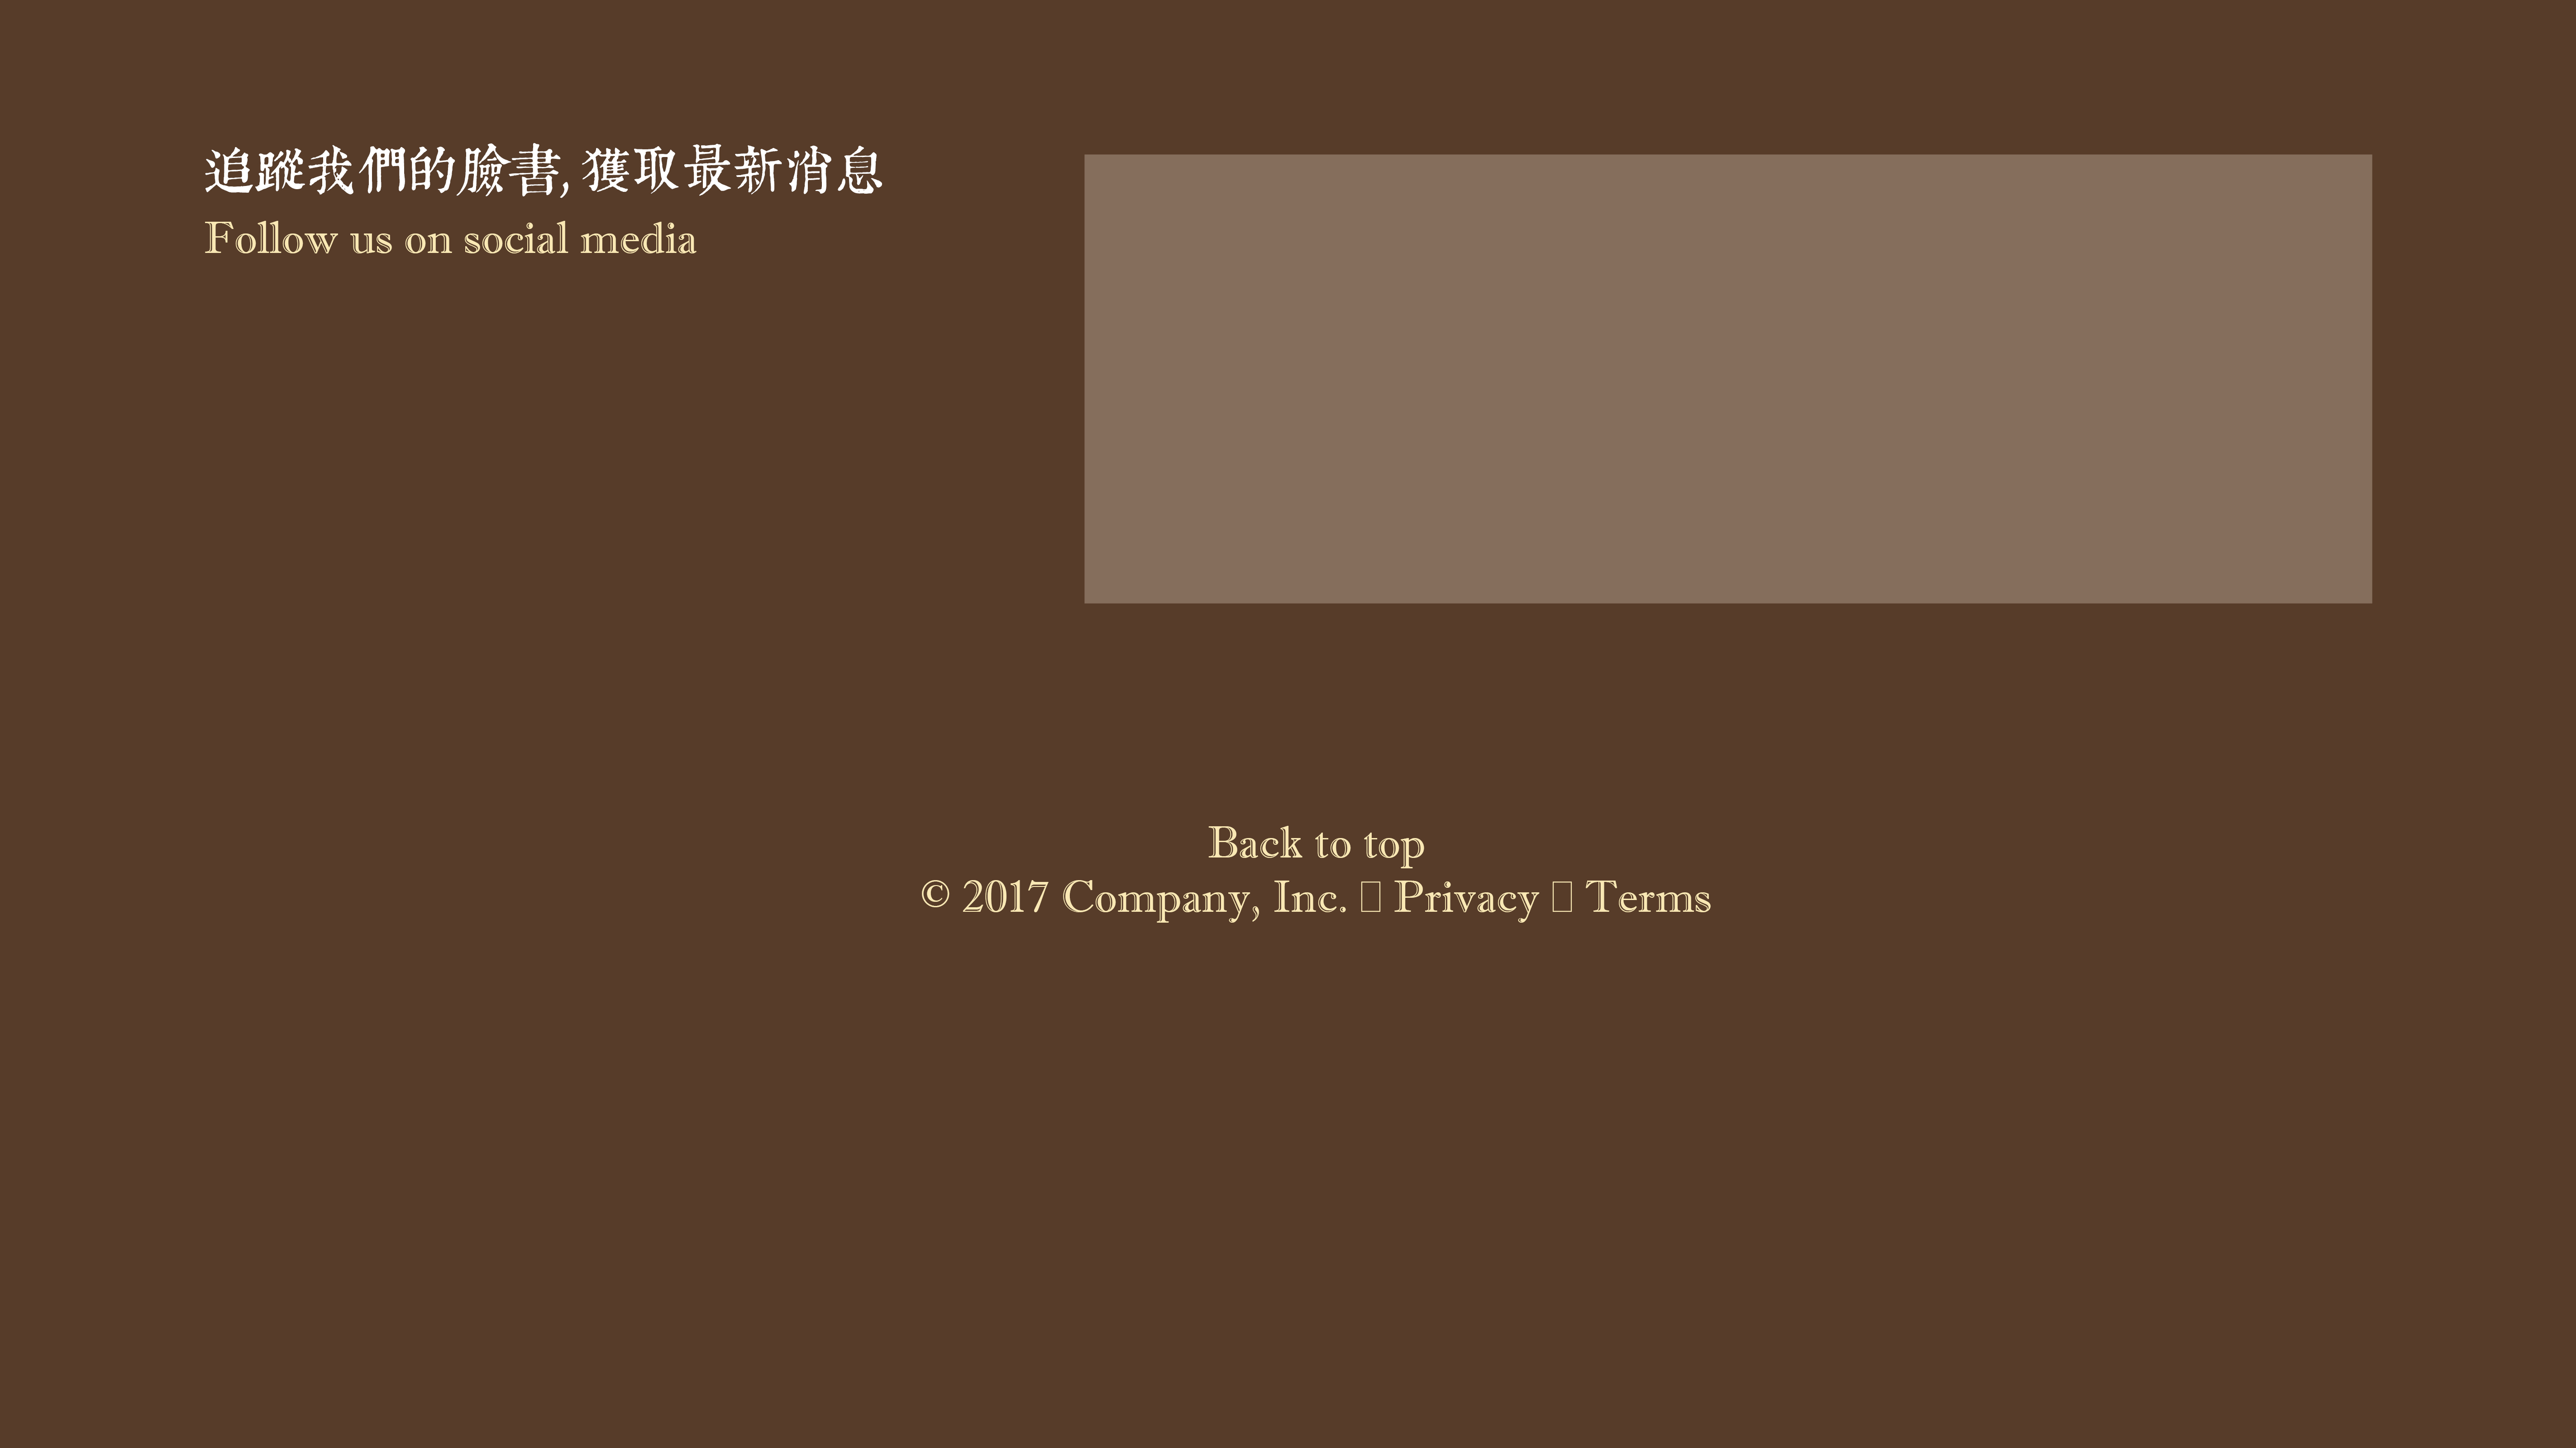 追蹤我們的臉書, 獲取最新消息
Follow us on social media
Back to top
© 2017 Company, Inc. □ Privacy □ Terms